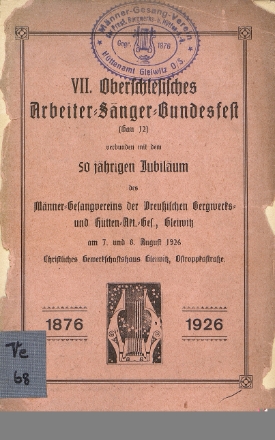 Männer-Gesang-Verein
Gegr. 1876
Hüttenamt Gleiwitz O.S.
VII. Oberschlesisches
Arbeiter-Sänger-Bundesfest
(Gau 12)
verbunden mit dem
50 jährigen Jubiläum
des
Männer-Gesangvereins der Preußischen Bergwerks-
und Hütten-Akt.-Ges., Gleiwitz
am 7. und 8. August 1926
Christliches Gewerkschaftshaus Gleiwitz, Ostroppkastraße.
1876
1926
Ve
68